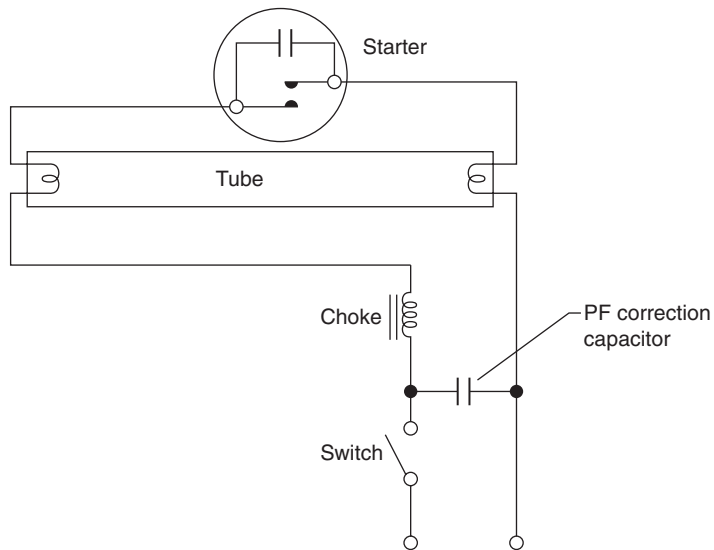 Starter
Tube
Choke
PF correction
capacitor
Switch